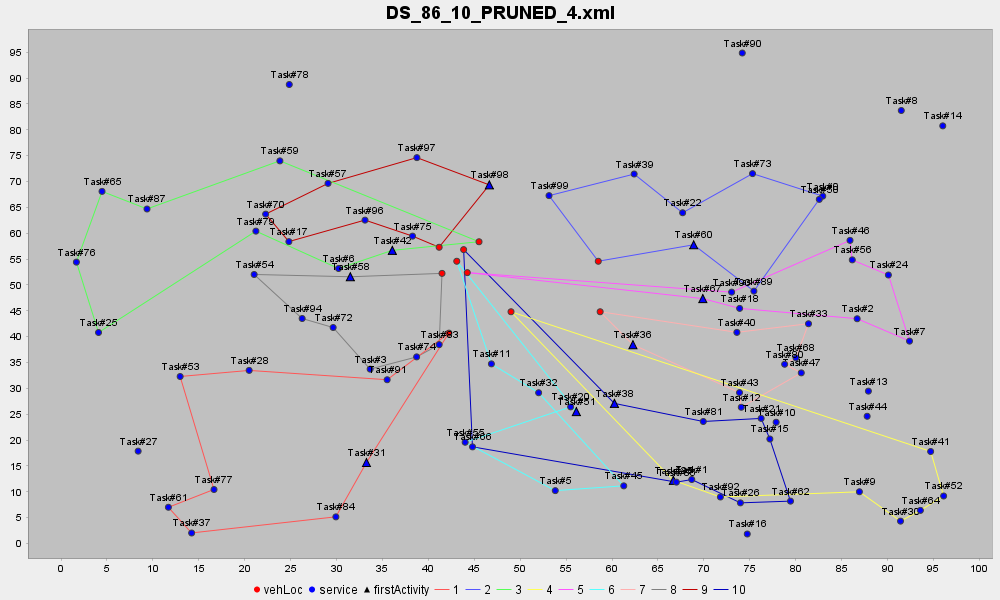 DS_86_10_PRUNED_4.xml
95
90
85
80
75
70
65
60
55
50
45
40
35
30
25
20
15
10
5
0
Task#90
Task#78
Task#8
Task#14
Task#97
Task#59
Task#98
Task#57
Task#39
Task#73
Task#65
Task#87
Task#99
Task#22
Task#70
Task#96
Task#79
Task#17
Task#75
Task#42
Task#60
Task#46
Task#56
Task#76
Task#6
Task#58
Task#54
Task#24
Task#89
Task#67
Task#18
Task#94
Task#72
Task#33
Task#2
Task#25
Task#83
Task#36
Task#40
Task#7
Task#74
Task#11
Task#68
Task#3
Task#91
Task#53
Task#28
Task#47
Task#32
Task#43
Task#13
Task#20
Task#51
Task#38
Task#12
Task#21
Task#10
Task#44
Task#81
Task#15
Task#55
Task#66
Task#27
Task#31
Task#41
Task#1
Task#77
Task#5
Task#45
Task#92
Task#26
Task#62
Task#9
Task#52
Task#61
Task#84
Task#64
Task#30
Task#37
Task#16
0 5 10 15 20 25 30 35 40 45 50 55 60 65 70 75 80 85 90 95 100
vehLoc service firstActivity 1 2 3 4 5 6 7 8 9 10